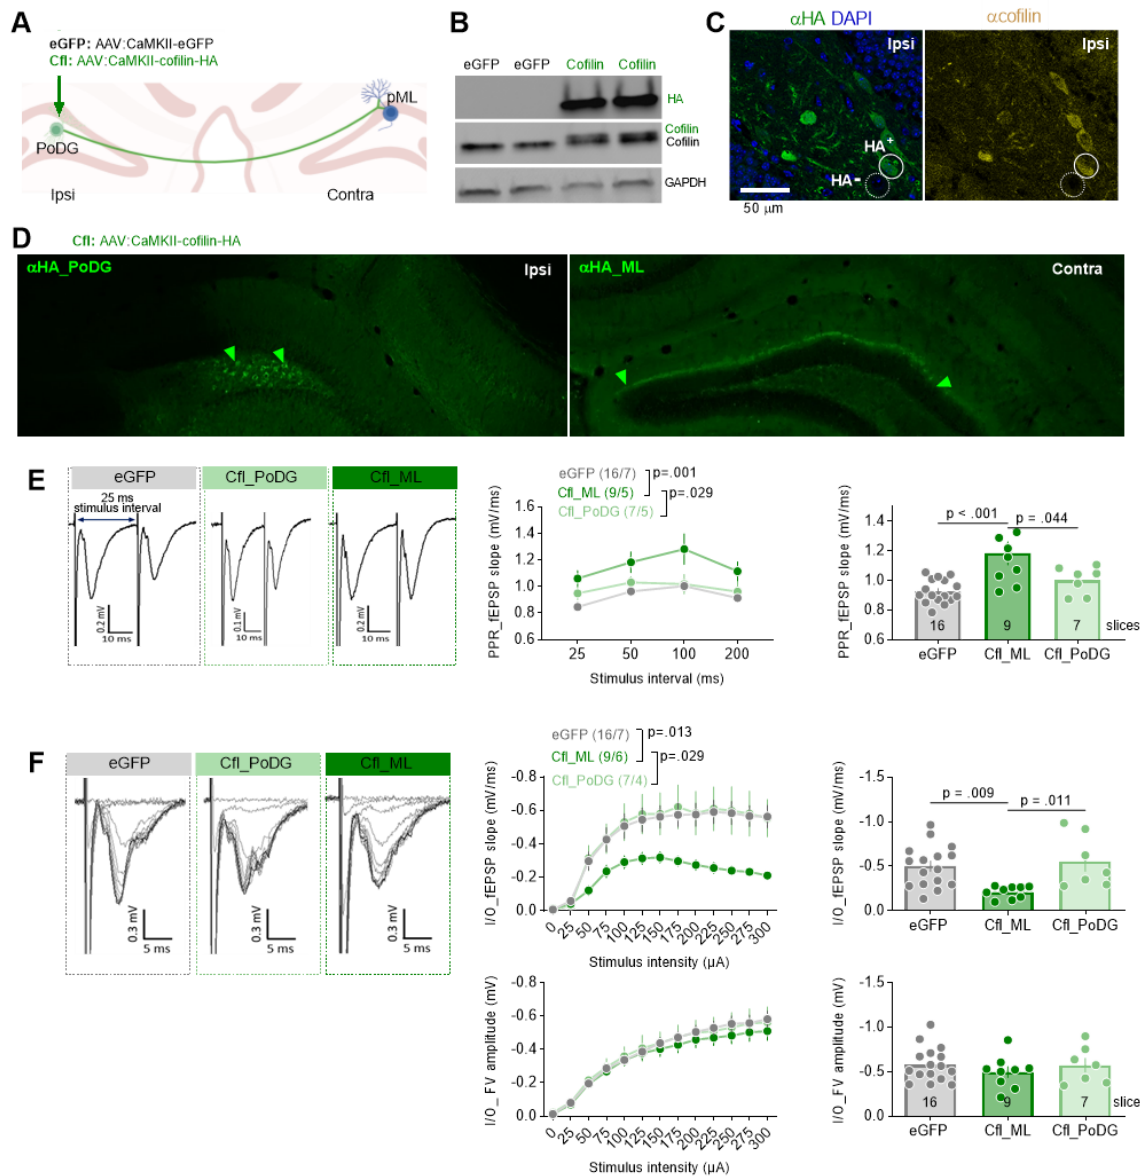 A
eGFP: AAV:CaMKII-eGFP
Cfl: AAV:CaMKII-cofilin-HA
PoDG
pML
Ipsi
Contra
B
eGFP eGFP Cofilin Cofilin
HA
Cofilin
Cofilin
GAPDH
C
αHA DAPI
αcofilin
Ipsi
Ipsi
HA+
HA-
50 µm
D
Cfl: AAV:CaMKII-cofilin-HA
αHA_PoDG
Ipsi
αHA_ML
Contra
E
eGFP
Cfl_PoDG
Cfl_ML
25 ms
stimulus interval
0.2 mV
10 ms
0.1 mV
10 ms
0.2 mV
10 ms
eGFP (16/7)
p=.001
Cfl_ML (9/5)
p=.029
Cfl_PoDG (7/5)
PPR_fEPSP slope (mV/ms)
1.6
1.4
1.2
1.0
0.8
0.6
25 50 100 200
Stimulus interval (ms)
PPR_fEPSP slope (mV/ms)
1.4
1.2
1.0
0.8
0.6
p < .001
p = .044
16 9 7 slices
eGFP Cfl_ML Cfl_PoDG
F
eGFP
Cfl_PoDG
Cfl_ML
0.3 mV
5 ms
0.3 mV
5 ms
0.3 mV
5 ms
eGFP (16/7)
p=.013
Cfl_ML (9/6)
p=.029
Cfl_PoDG (7/4)
I/O_fEPSP slope (mV/ms)
-0.8
-0.6
-0.4
-0.2
0.0
0 25 50 75 100 125 150 175 200 225 250 275 300
Stimulus intensity (µA)
I/O_fEPSP slope (mV/ms)
-1.5
-1.0
-0.5
0.0
p = .009
p = .011
eGFP Cfl_ML Cfl_PoDG
I/O_ FV amplitude (mV)
-0.8
-0.6
-0.4
-0.2
0.0
0 25 50 75 100 125 150 175 200 225 250 275 300
Stimulus intensity (µA)
I/O_FV amplitude (mV)
-1.5
-1.0
-0.5
0.0
16 9 7 slice
eGFP Cfl_ML Cfl_PoDG